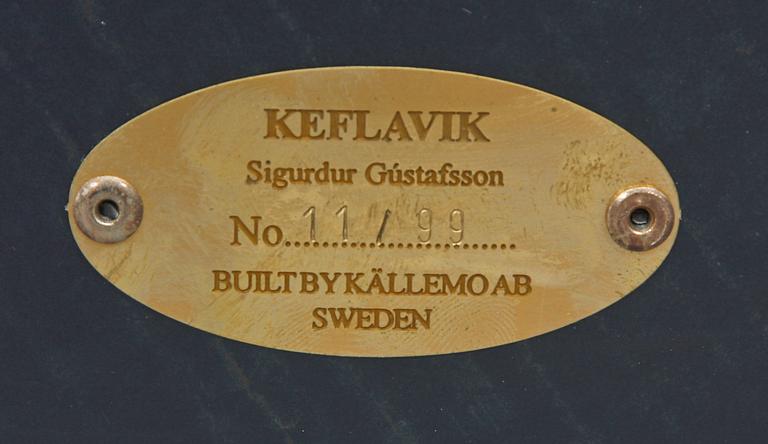 KEFLAVIK
Sigurdur Gústafsson
No..11./.99.......
BUILT BY KÄLLEMO AB
SWEDEN